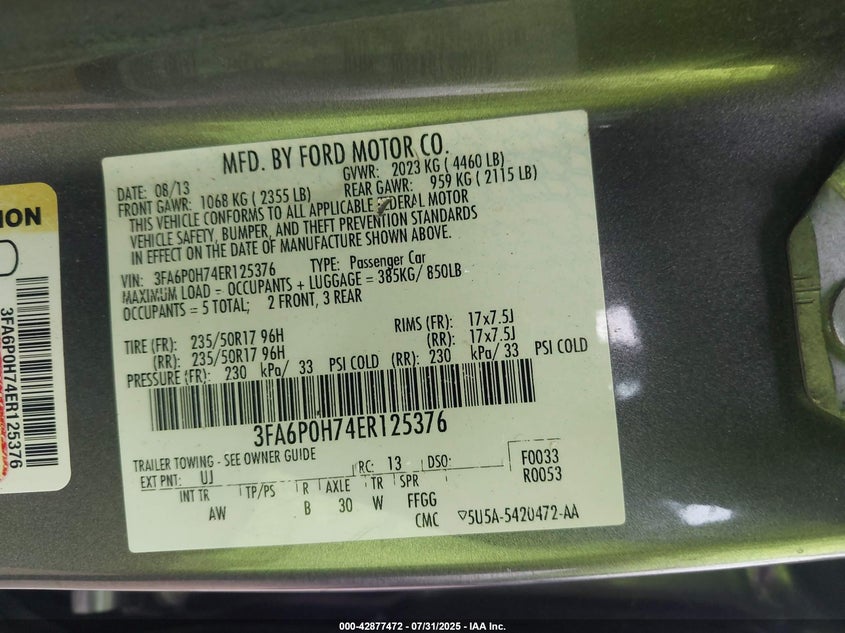 MFD. BY FORD MOTOR CO.
DATE: 08/13
GVWR: 2023 KG ( 4460 LB)
FRONT GAWR: 1068 KG ( 2355 LB)
REAR GAWR: 959 KG ( 2115 LB)
THIS VEHICLE CONFORMS TO ALL APPLICABLE FEDERAL MOTOR
VEHICLE SAFETY, BUMPER, AND THEFT PREVENTION STANDARDS
IN EFFECT ON THE DATE OF MANUFACTURE SHOWN ABOVE.
VIN: 3FA6P0H74ER125376 TYPE: Passenger Car
MAXIMUM LOAD = OCCUPANTS + LUGGAGE = 385KG/ 850LB
OCCUPANTS = 5 TOTAL; 2 FRONT, 3 REAR
TIRE (FR): 235/50R17 96H RIMS (FR): 17x7.5J
(RR): 235/50R17 96H (RR): 17x7.5J
PRESSURE (FR): 230 kPa/ 33 PSI COLD (RR): 230 kPa/ 33 PSI COLD
3FA6P0H74ER125376
TRAILER TOWING - SEE OWNER GUIDE
EXT PNT: UJ RC: 13 DSO: F0033
R0053
INT TR TP/PS R AXLE TR SPR
AW B 30 W FFGG
CMC ▽5U5A-5420472-AA
ION
3FA6P0H74ER125376
000-42877472 - 07/31/2025 - IAA Inc.